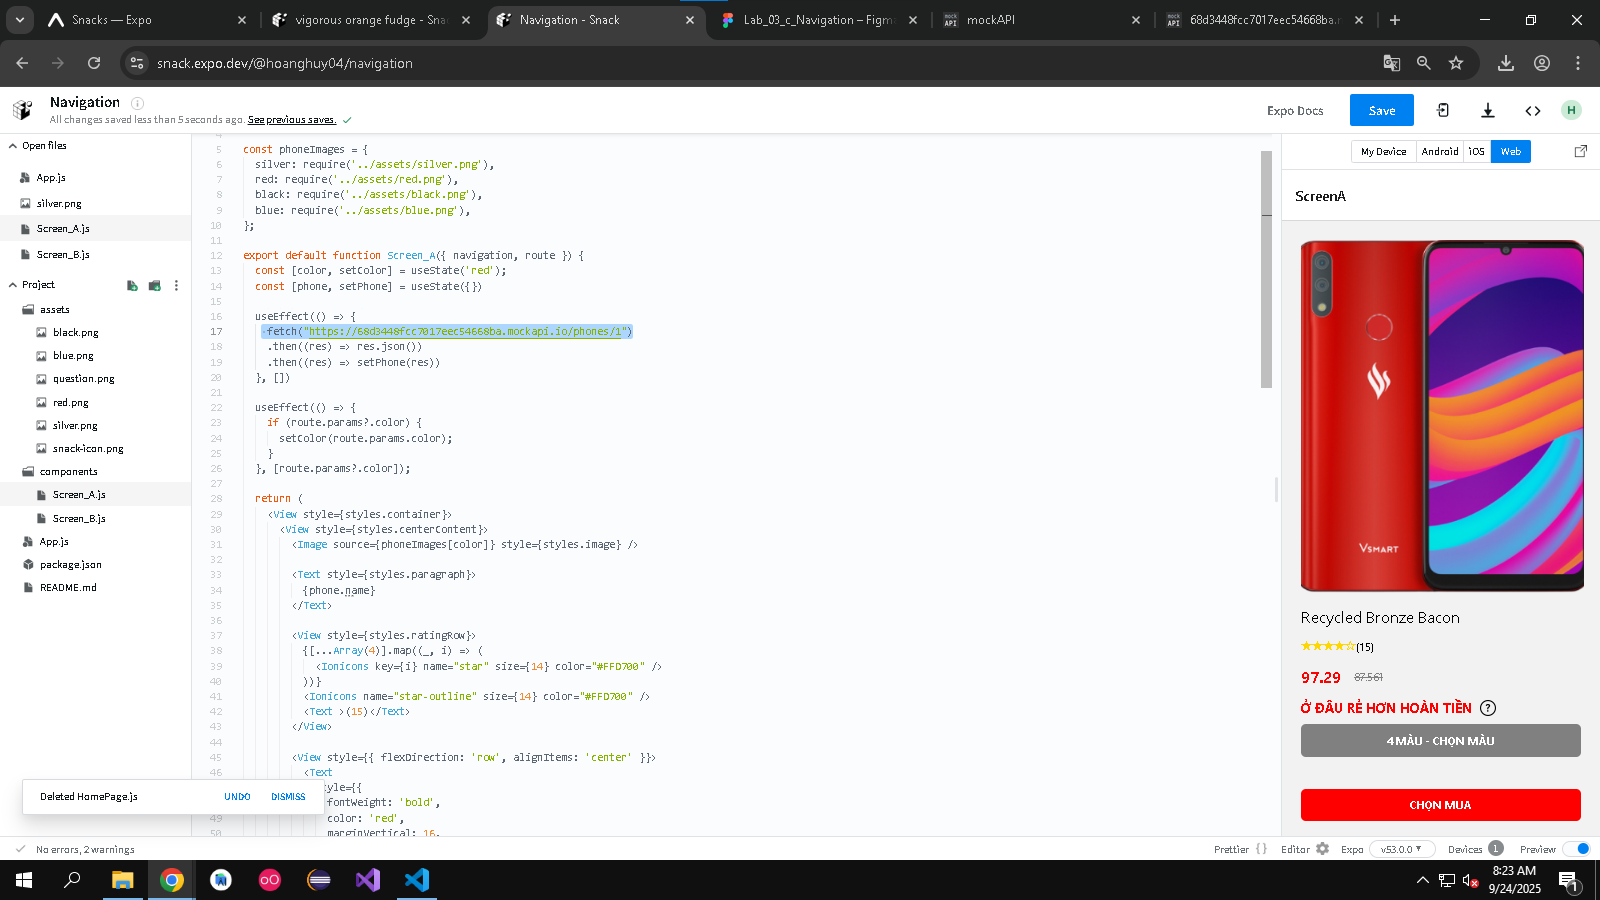 Snacks — Expo
vigorous orange fudge - Snac
Navigation - Snack
Lab_03_c_Navigation – Figma
mockAPI
68d3448fcc7017eec54668ba.m
snack.expo.dev/@hoanghuy04/navigation
Navigation
All changes saved less than 5 seconds ago. See previous saves.
Expo Docs
Save
H
Open files
App.js
silver.png
Screen_A.js
Screen_B.js
Project
assets
black.png
blue.png
question.png
red.png
silver.png
snack-icon.png
components
Screen_A.js
Screen_B.js
App.js
package.json
README.md
4
5 const phoneImages = {
6 silver: require('../assets/silver.png'),
7 red: require('../assets/red.png'),
8 black: require('../assets/black.png'),
9 blue: require('../assets/blue.png'),
10 };
11
12 export default function Screen_A({ navigation, route }) {
13 const [color, setColor] = useState('red');
14 const [phone, setPhone] = useState({})
15
16 useEffect(() => {
17 fetch("https://68d3448fcc7017eec54668ba.mockapi.io/phones/1")
18 .then((res) => res.json())
19 .then((res) => setPhone(res))
20 }, [])
21
22 useEffect(() => {
23 if (route.params?.color) {
24 setColor(route.params.color);
25 }
26 }, [route.params?.color]);
27
28 return (
29 <View style={styles.container}>
30 <View style={styles.centerContent}>
31 <Image source={phoneImages[color]} style={styles.image} />
32
33 <Text style={styles.paragraph}>
34 {phone.name}
35 </Text>
36
37 <View style={styles.ratingRow}>
38 {[...Array(4)].map((_, i) => (
39 <Ionicons key={i} name="star" size={14} color="#FFD700" />
40 ))}
41 <Ionicons name="star-outline" size={14} color="#FFD700" />
42 <Text >(15)</Text>
43 </View>
44
45 <View style={{ flexDirection: 'row', alignItems: 'center' }}>
46 <Text
tyle={{
fontWeight: 'bold',
49 color: 'red',
50 marginVertical: 16,
Deleted HomePage.js
UNDO
DISMISS
My Device
Android
iOS
Web
ScreenA
VSMART
Recycled Bronze Bacon
(15)
97.29 87.561
Ở ĐÂU RẺ HƠN HOÀN TIỀN ?
4 MÀU - CHỌN MÀU
CHỌN MUA
No errors, 2 warnings
Prettier { }
Editor
Expo
v53.0.0
Devices 1
Preview
8:23 AM
9/24/2025
1